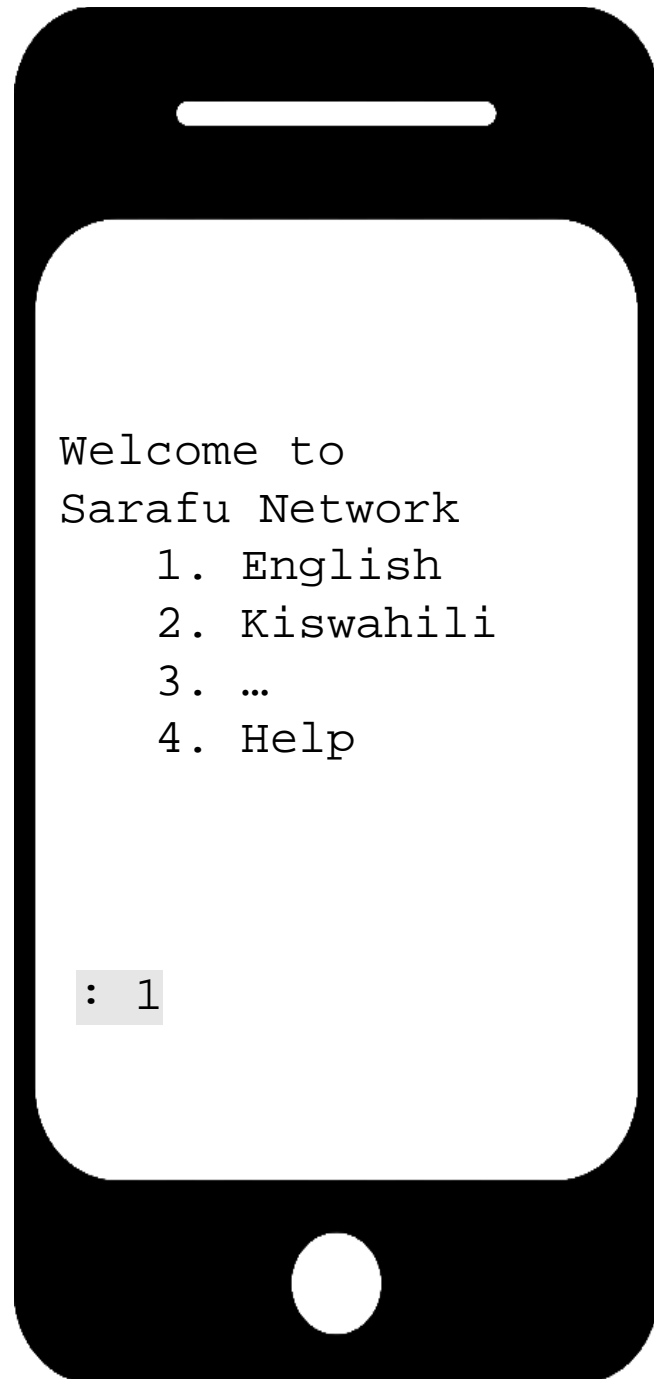 Welcome to
Sarafu Network
1. English
2. Kiswahili
3. …
4. Help
: 1